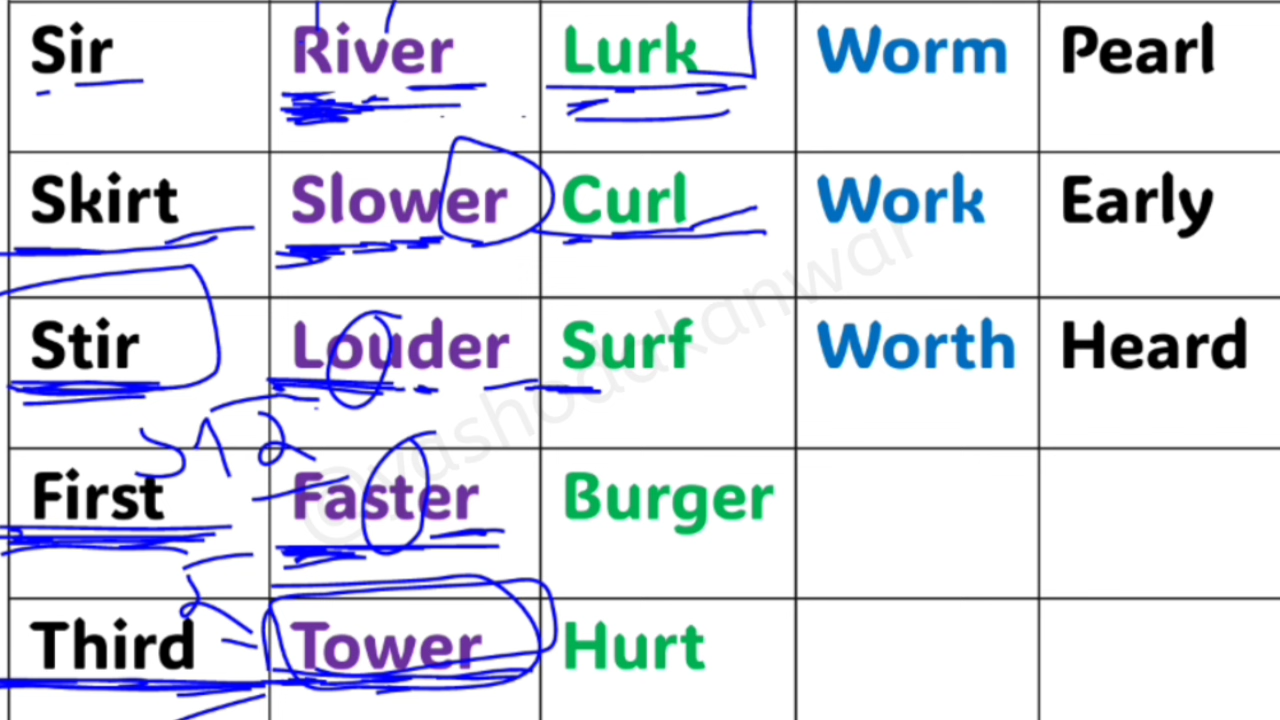 Sir River Lurk Worm Pearl
Skirt Slower Curl Work Early
Stir Louder Surf Worth Heard
First Faster Burger
Third Tower Hurt
©yashodakanwar